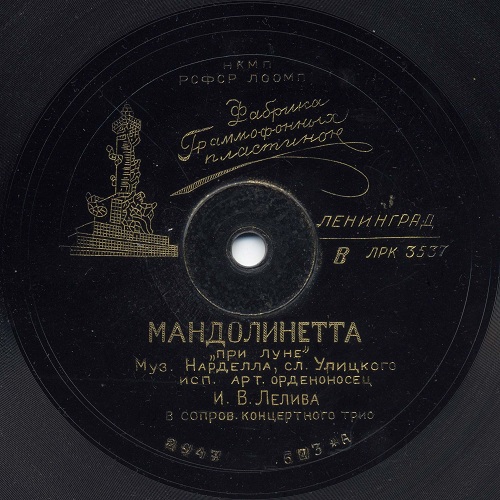 НКМП
РСФСР ЛООМП
Фабрика
Граммофонных
пластинок
ЛЕНИНГРАД
В ЛРК 3537
МАНДОЛИНЕТТА
„ПРИ ЛУНЕ"
Муз. Нарделла, сл. Улицкого
исп. арт. орденоносец
И. В. Лелива
в сопров. концертного трио